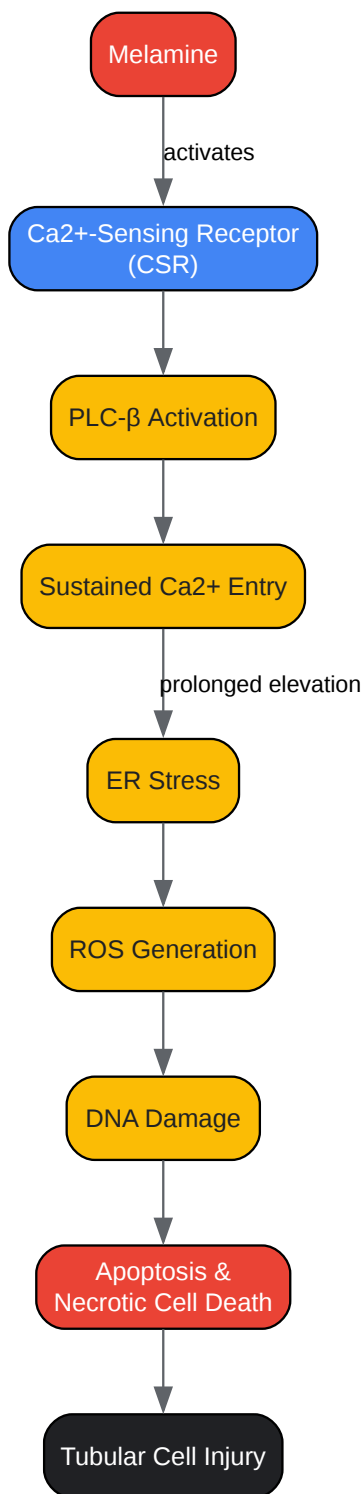 Melamine
activates
Ca2+-Sensing Receptor
(CSR)
PLC-β Activation
Sustained Ca2+ Entry
prolonged elevation
ER Stress
ROS Generation
DNA Damage
Apoptosis &
Necrotic Cell Death
Tubular Cell Injury